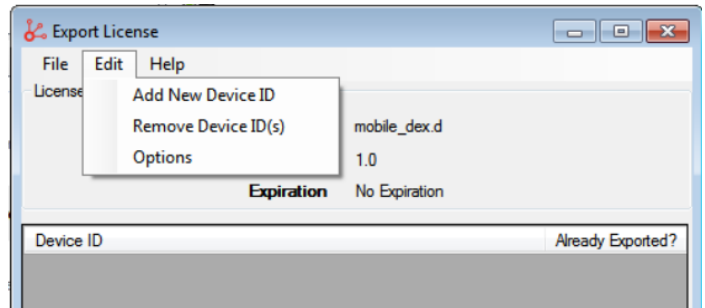 Export License
File Edit Help
License
Add New Device ID
Remove Device ID(s)
mobile_dex.d
Options
1.0
Expiration No Expiration
Device ID Already Exported?